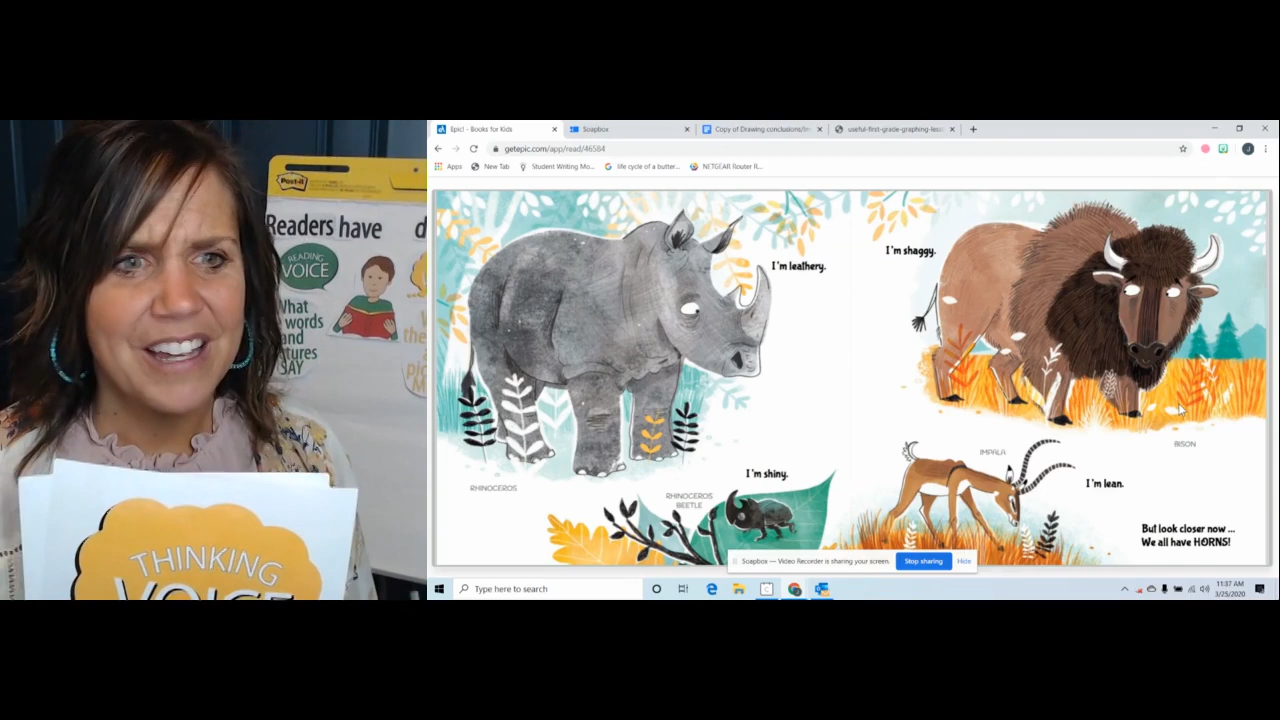 Post-it
Readers have d
READING
VOICE
What
words
and
tures
SAY
THINKING
VOICE
Epic! - Books for Kids
Soapbox
Copy of Drawing conclusions/In
useful-first-grade-graphing-less
getepic.com/app/read/46584
Apps
New Tab
Student Writing Mo...
life cycle of a butter...
NETGEAR Router R...
I'm leathery.
I'm shaggy.
RHINOCEROS
I'm shiny.
RHINOCEROS
BEETLE
IMPALA
BISON
I'm lean.
But look closer now ...
We all have HORNS!
Soapbox — Video Recorder is sharing your screen.
Stop sharing
Hide
Type here to search
11:37 AM
3/25/2020